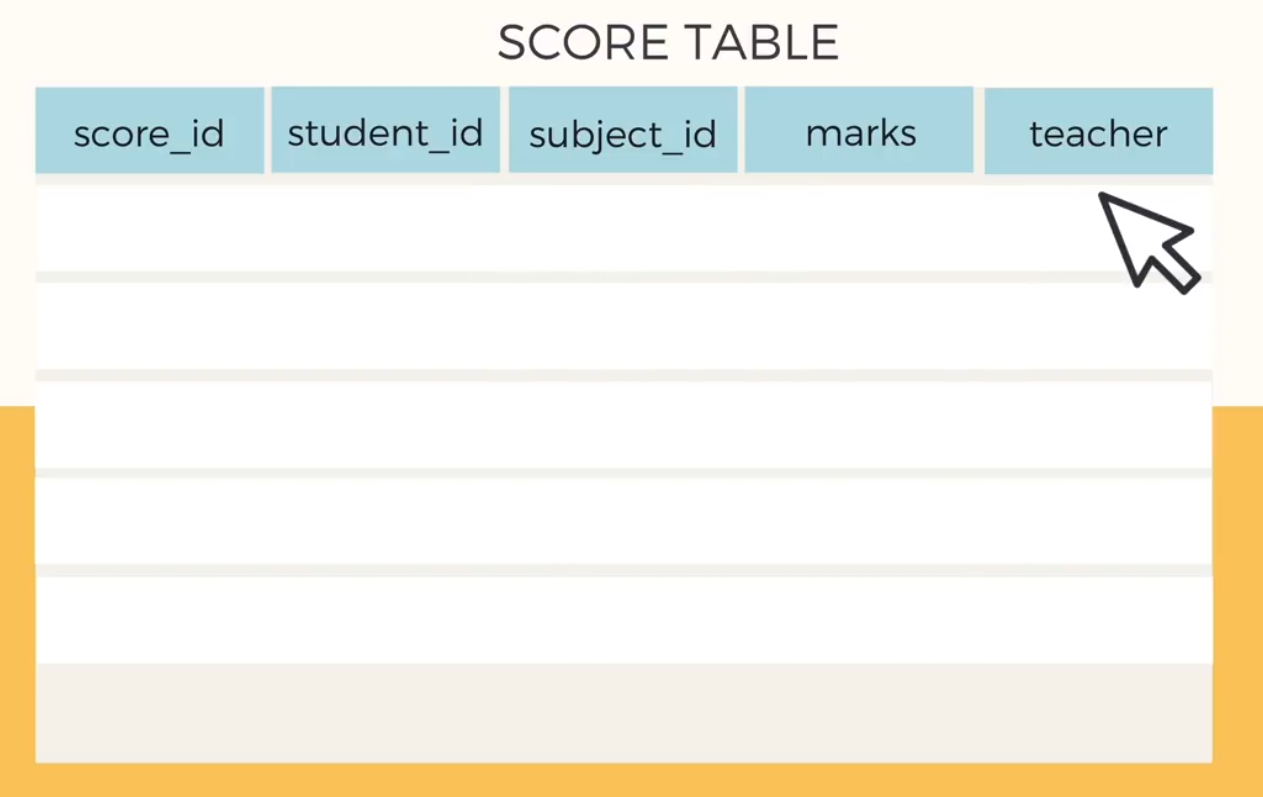 SCORE TABLE
score_id student_id subject_id marks teacher